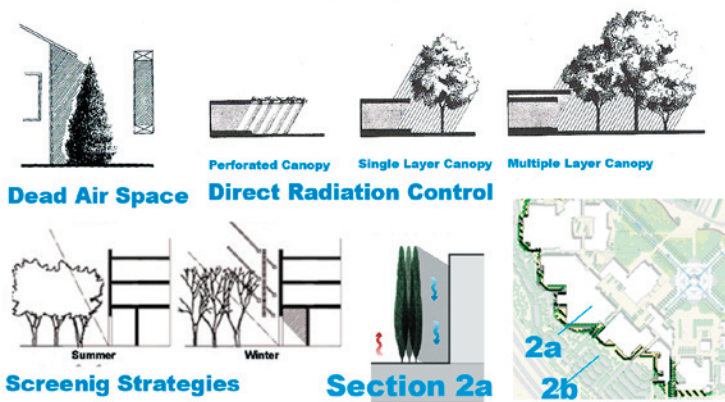 Perforated Canopy
Single Layer Canopy
Multiple Layer Canopy
Dead Air Space
Direct Radiation Control
Summer
Winter
Screenig Strategies
Section 2a
2a
2b